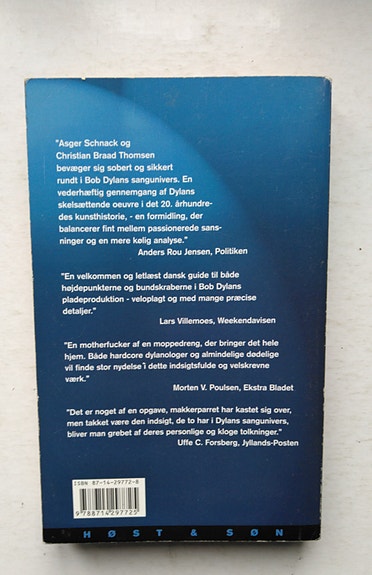 "Asger Schnack og
Christian Braad Thomsen
bevæger sig sobert og sikkert
rundt i Bob Dylans sangunivers. En
vederhæftig gennemgang af Dylans
skelsættende oeuvre i det 20. århundre-
des kunsthistorie, - en formidling, der
balancerer fint mellem passionerede sans-
ninger og en mere kølig analyse."
Anders Rou Jensen, Politiken
"En velkommen og letlæst dansk guide til både
højdepunkterne og bundskraberne i Bob Dylans
pladeproduktion - veloplagt og med mange præcise
detaljer."
Lars Villemoes, Weekendavisen
"En motherfucker af en moppedreng, der bringer det hele
hjem. Både hardcore dylanologer og almindelige dødelige
vil finde stor nydelse i dette indsigtsfulde og velskrevne
værk."
Morten V. Poulsen, Ekstra Bladet
"Det er noget af en opgave, makkerparret har kastet sig over,
men takket være den indsigt, de to har i Dylans sangunivers,
bliver man grebet af deres personlige og kloge tolkninger."
Uffe C. Forsberg, Jyllands-Posten
ISBN 87-14-29772-8
9 788714 297725
HØST & SØN